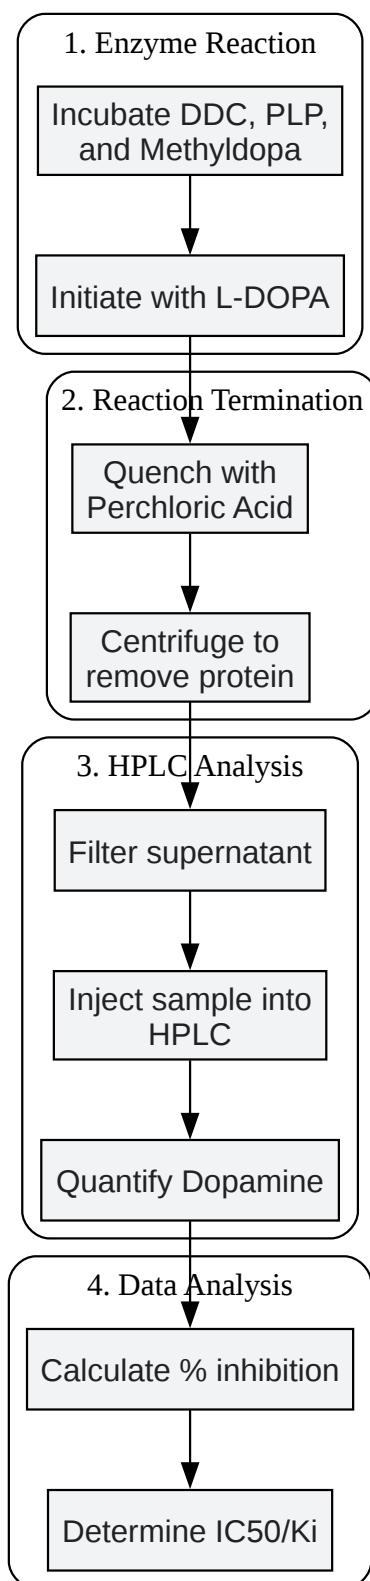 1. Enzyme Reaction
Incubate DDC, PLP,
and Methyldopa
Initiate with L-DOPA
2. Reaction Termination
Quench with
Perchloric Acid
Centrifuge to
remove protein
3. HPLC Analysis
Filter supernatant
Inject sample into
HPLC
Quantify Dopamine
4. Data Analysis
Calculate % inhibition
Determine IC50/Ki